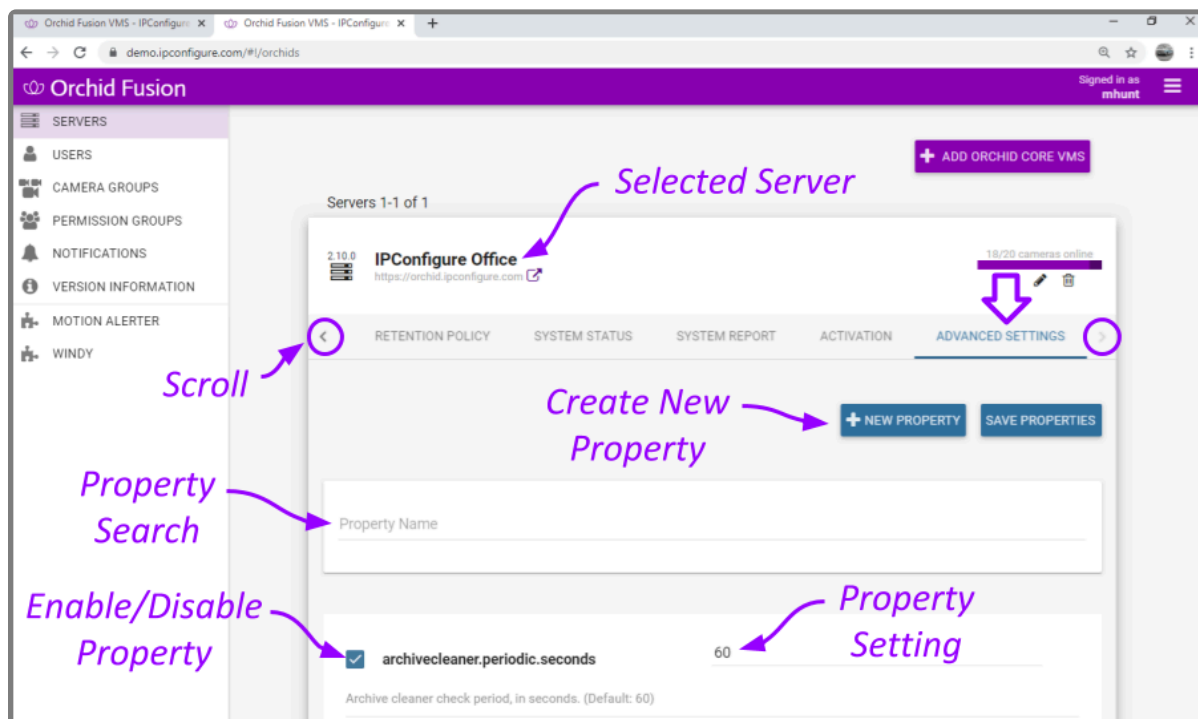 Orchid Fusion VMS - IPConfigur
Orchid Fusion VMS - IPConfigur
demo.ipconfigure.com/#!/orchids
Orchid Fusion
Signed in as
mhunt
SERVERS
USERS
CAMERA GROUPS
PERMISSION GROUPS
NOTIFICATIONS
VERSION INFORMATION
MOTION ALERTER
WINDY
+ ADD ORCHID CORE VMS
Selected Server
Servers 1-1 of 1
2.10.0
IPConfigure Office
https://orchid.ipconfigure.com
18/20 cameras online
RETENTION POLICY
SYSTEM STATUS
SYSTEM REPORT
ACTIVATION
ADVANCED SETTINGS
Scroll
Create New
Property
+ NEW PROPERTY
SAVE PROPERTIES
Property
Search
Property Name
Enable/Disable
Property
Property
Setting
archivecleaner.periodic.seconds
60
Archive cleaner check period, in seconds. (Default: 60)